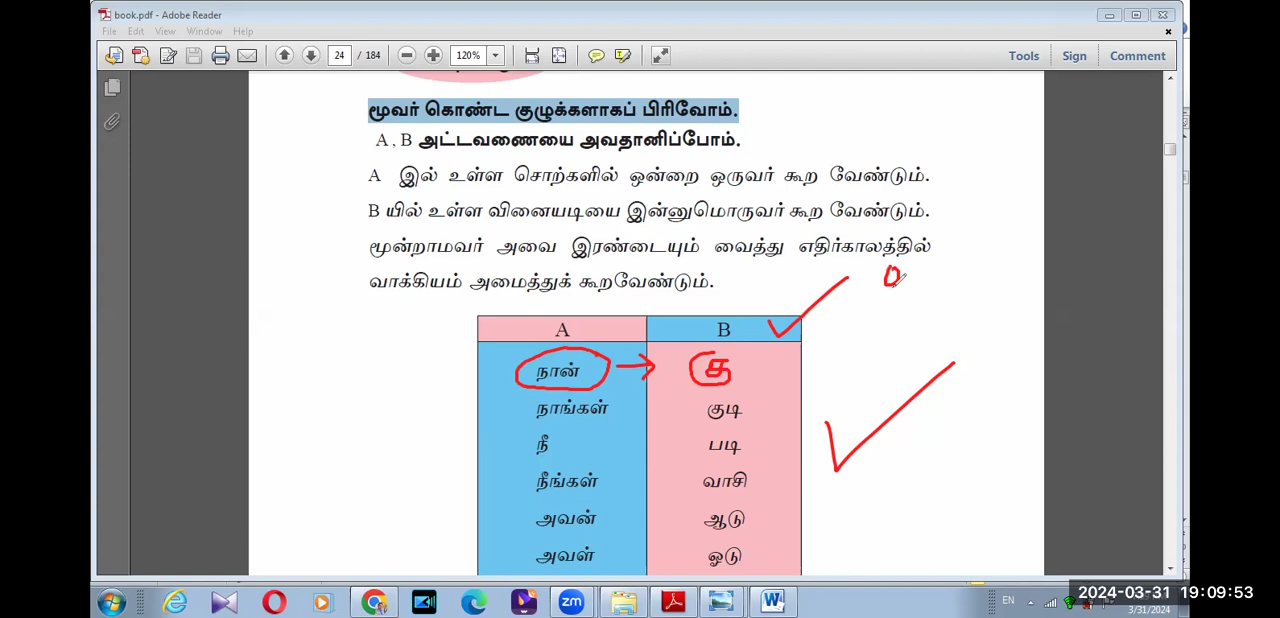 book.pdf - Adobe Reader
File Edit View Window Help
24 / 184 120% Tools Sign Comment
மூவர் கொண்ட குழுக்களாகப் பிரிவோம்.
A , B அட்டவணையை அவதானிப்போம்.
A இல் உள்ள சொற்களில் ஒன்றை ஒருவர் கூற வேண்டும்.
B யில் உள்ள வினையடியை இன்னுமொருவர் கூற வேண்டும்.
மூன்றாமவர் அவை இரண்டையும் வைத்து எதிர்காலத்தில்
வாக்கியம் அமைத்துக் கூறவேண்டும்.
A B
நான்
நாங்கள் குடி
நீ படி
நீங்கள் வாசி
அவன் ஆடு
அவள் ஓடு
EN 2024-03-31 19:09:53
3/31/2024